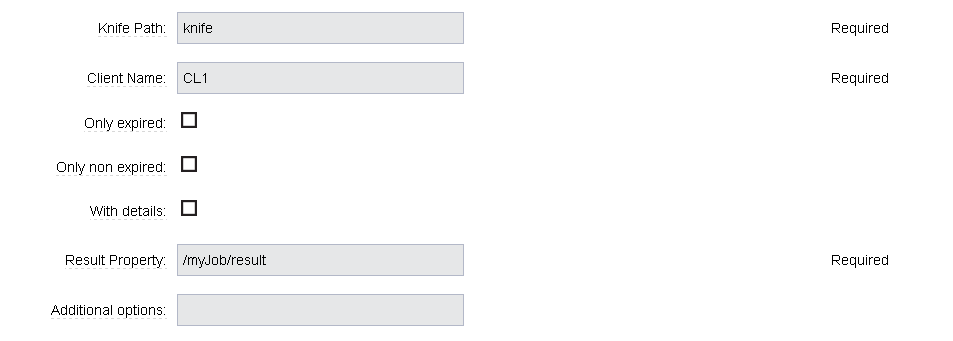 Knife Path: knife Required
Client Name: CL1 Required
Only expired:
Only non expired:
With details:
Result Property: /myJob/result Required
Additional options: